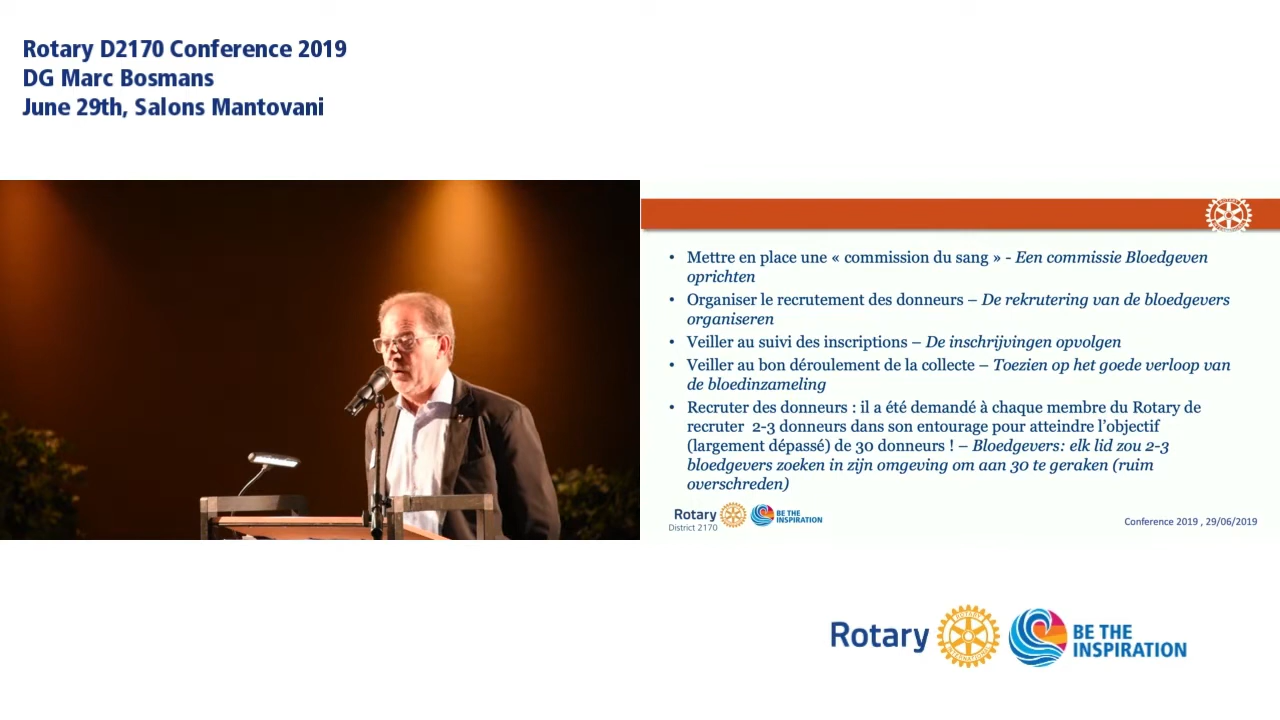 Rotary D2170 Conference 2019
DG Marc Bosmans
June 29th, Salons Mantovani
• Mettre en place une « commission du sang » - Een commissie Bloedgeven
oprichten
• Organiser le recrutement des donneurs – De rekrutering van de bloedgevers
organiseren
• Veiller au suivi des inscriptions – De inschrijvingen opvolgen
• Veiller au bon déroulement de la collecte – Toezien op het goede verloop van
de bloedinzameling
• Recruter des donneurs : il a été demandé à chaque membre du Rotary de
recruter 2-3 donneurs dans son entourage pour atteindre l’objectif
(largement dépassé) de 30 donneurs ! – Bloedgevers: elk lid zou 2-3
bloedgevers zoeken in zijn omgeving om aan 30 te geraken (ruim
overschreden)
Rotary
District 2170
BE THE
INSPIRATION
Conference 2019 , 29/06/2019
Rotary
ROTARY
INTERNATIONAL
BE THE
INSPIRATION